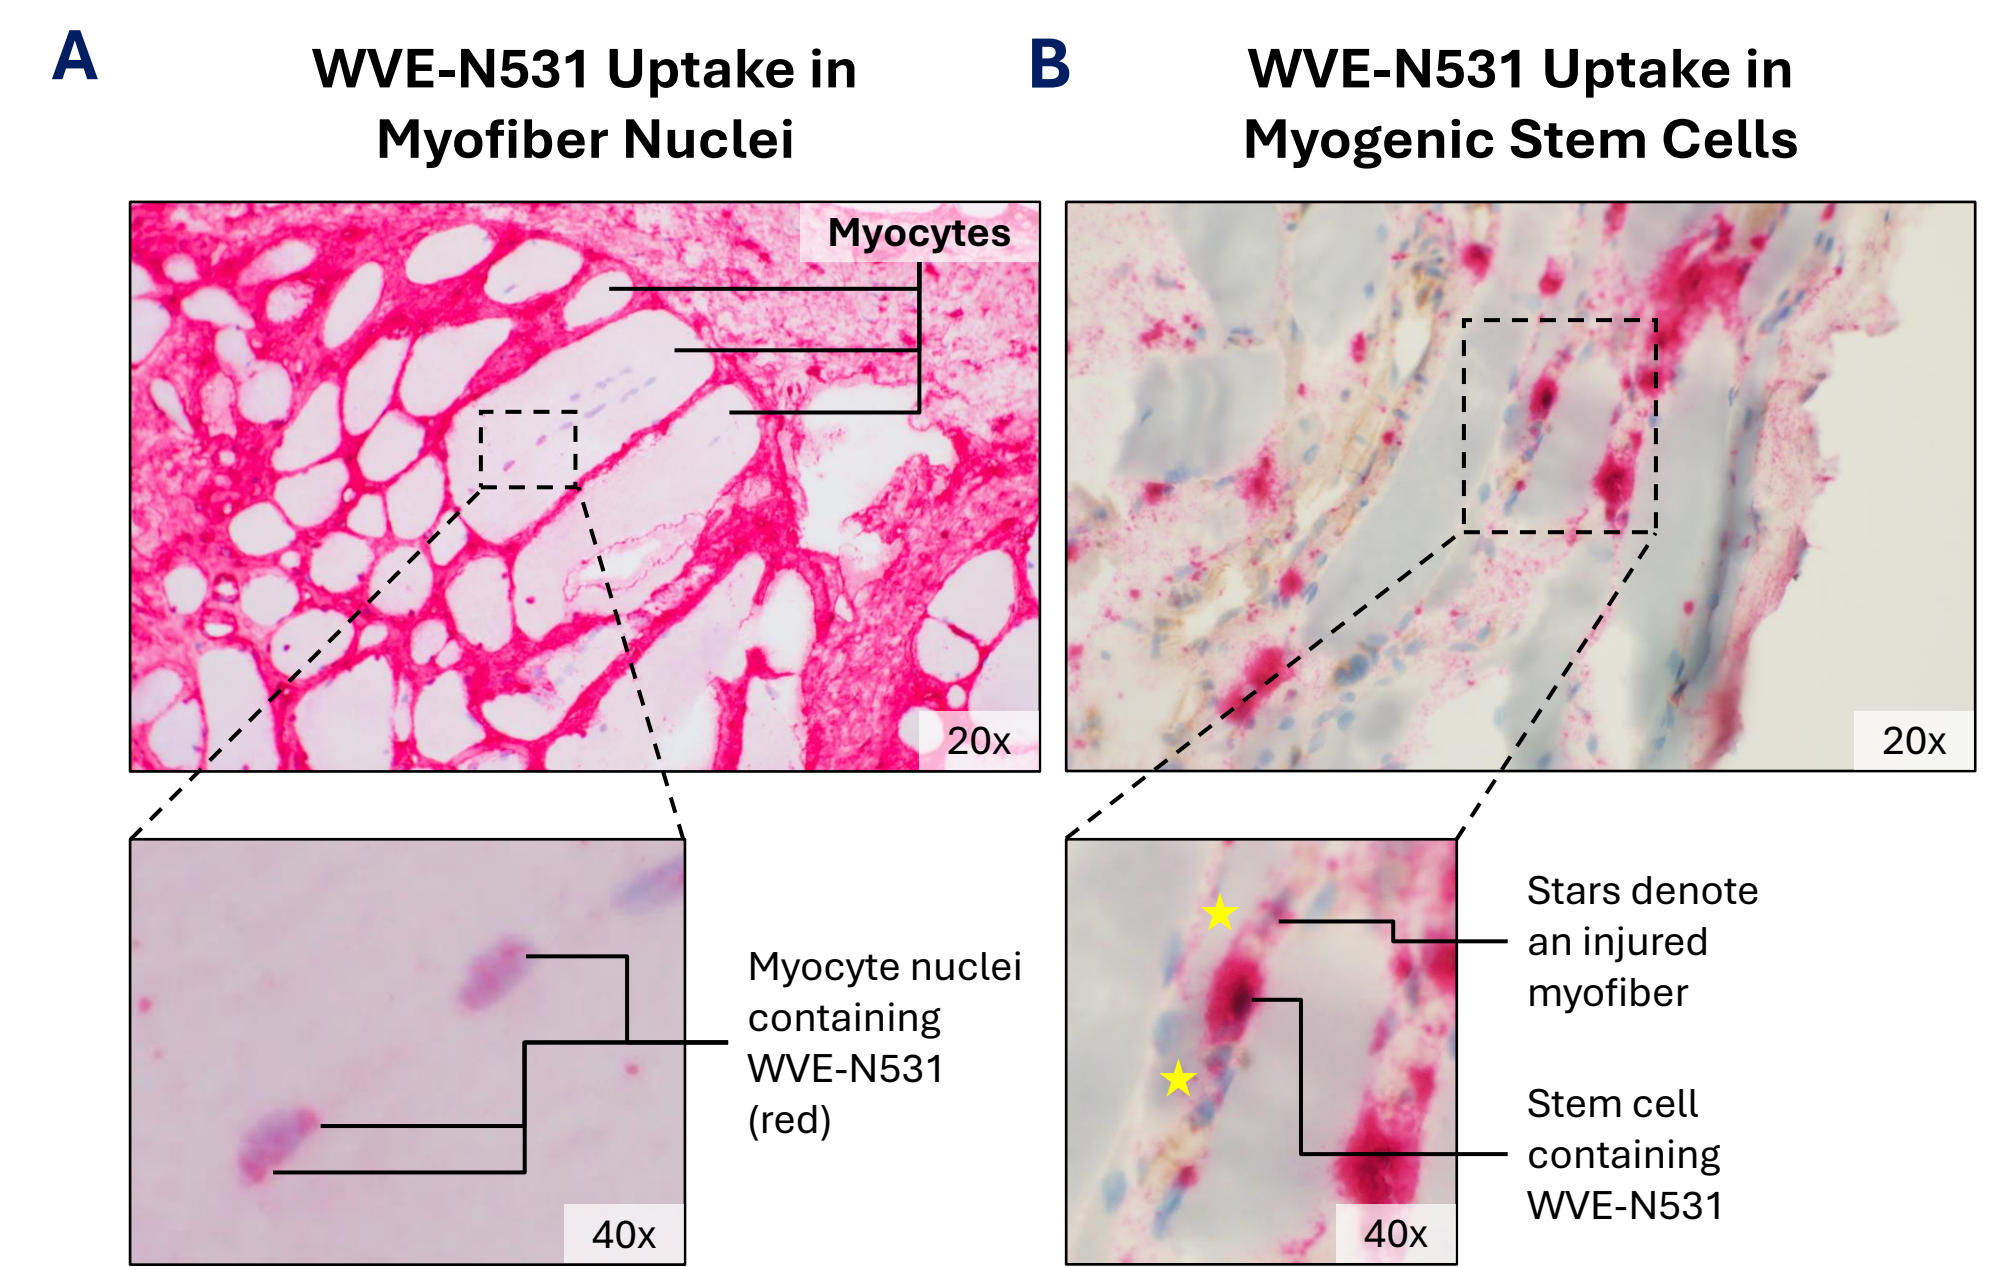 A
WVE-N531 Uptake in
Myofiber Nuclei
Myocytes
20x
Myocyte nuclei
containing
WVE-N531
(red)
40x
B
WVE-N531 Uptake in
Myogenic Stem Cells
20x
Stars denote
an injured
myofiber
Stem cell
containing
WVE-N531
40x